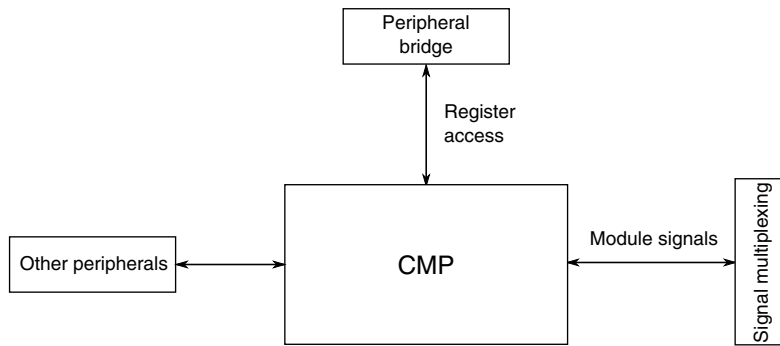 Peripheral
bridge
Register
access
Module signals
CMP
Other peripherals
Signal multiplexing